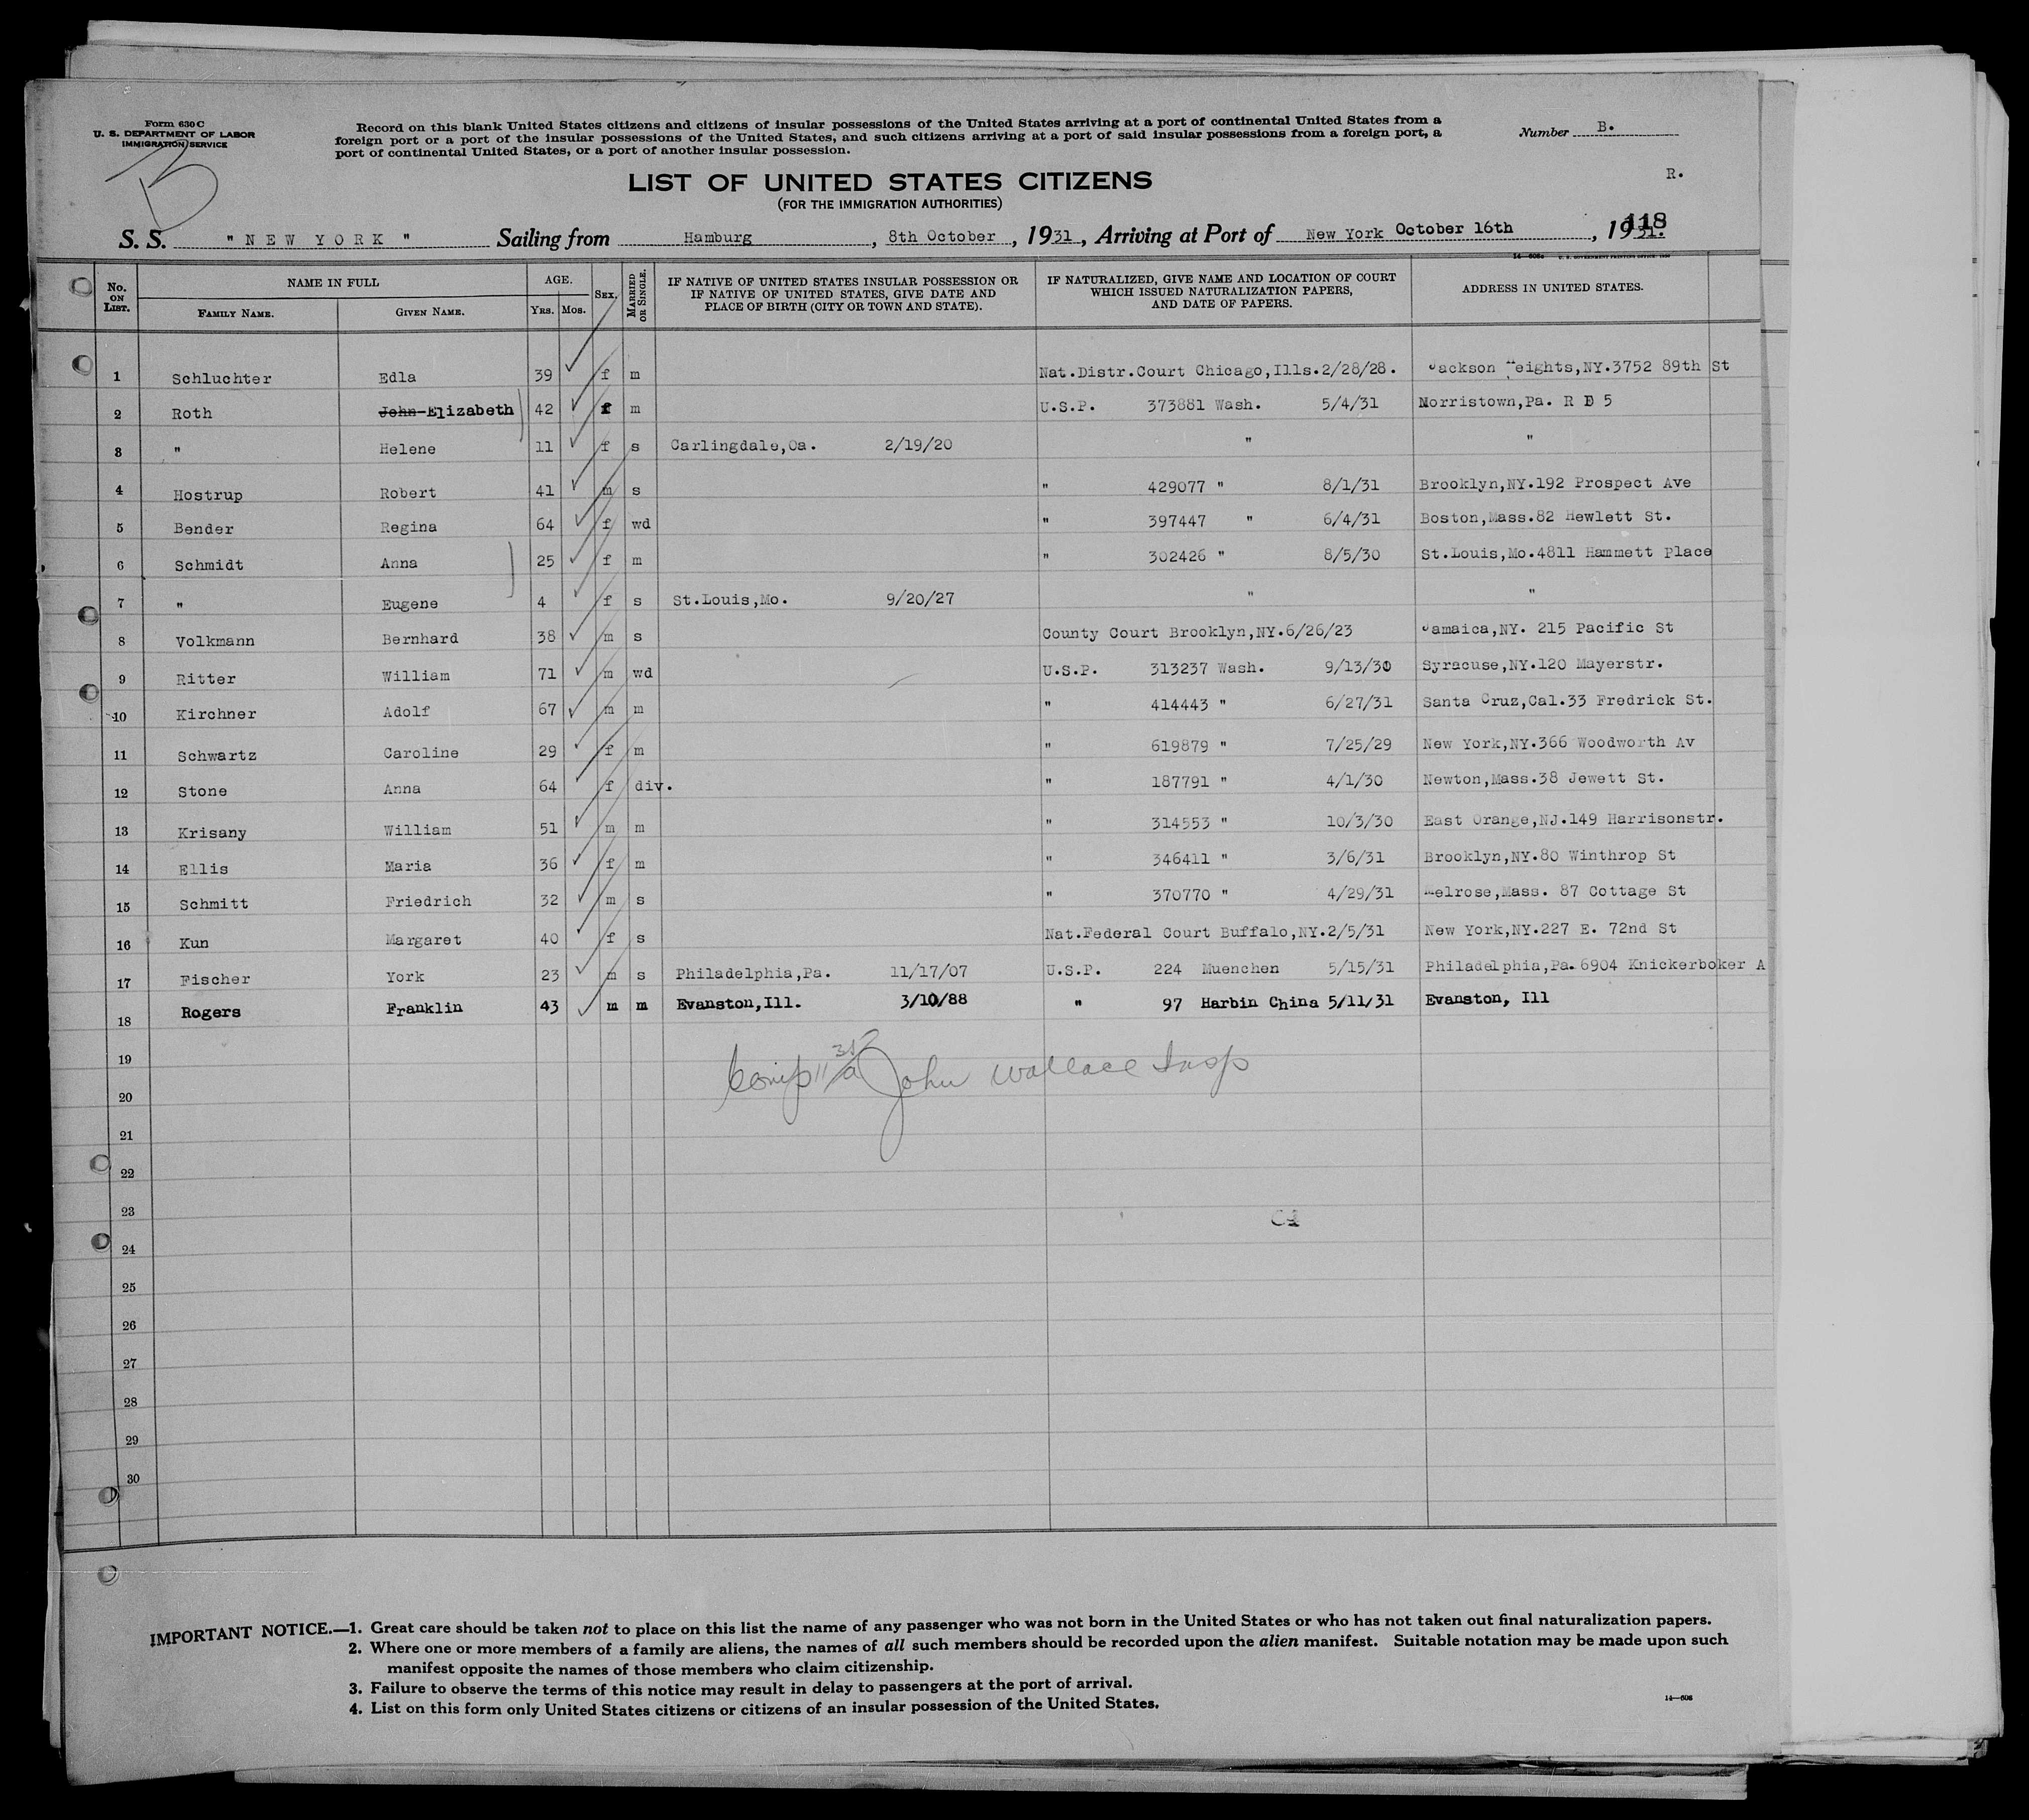 Form 630 C
U. S. DEPARTMENT OF LABOR
IMMIGRATION SERVICE
B
Record on this blank United States citizens and citizens of insular possessions of the United States arriving at a port of continental United States from a
foreign port or a port of the insular possessions of the United States, and such citizens arriving at a port of said insular possessions from a foreign port, a
port of continental United States, or a port of another insular possession.
Number B.
R.
LIST OF UNITED STATES CITIZENS
(FOR THE IMMIGRATION AUTHORITIES)
118
S. S. "NEW YORK" Sailing from Hamburg, 8th October, 1931, Arriving at Port of New York October 16th, 1931.
No. ON LIST. NAME IN FULL FAMILY NAME. GIVEN NAME. AGE. YRS. MOS. SEX. MARRIED OR SINGLE. IF NATIVE OF UNITED STATES INSULAR POSSESSION OR IF NATIVE OF UNITED STATES, GIVE DATE AND PLACE OF BIRTH (CITY OR TOWN AND STATE). IF NATURALIZED, GIVE NAME AND LOCATION OF COURT WHICH ISSUED NATURALIZATION PAPERS, AND DATE OF PAPERS. ADDRESS IN UNITED STATES.
1 Schluchter Edla 39 f m Nat.Distr.Court Chicago,Ills.2/28/28. Jackson Heights,NY.3752 89th St
2 Roth John Elizabeth 42 f m U.S.P. 373881 Wash. 5/4/31 Norristown,Pa. R D 5
3 " Helene 11 f s Carlingdale,Oa. 2/19/20 " "
4 Hostrup Robert 41 m s " 429077 " 8/1/31 Brooklyn,NY.192 Prospect Ave
5 Bender Regina 64 f wd " 397447 " 6/4/31 Boston,Mass.82 Hewlett St.
6 Schmidt Anna 25 f m " 302426 " 8/5/30 St.Louis,Mo.4811 Hammett Place
7 " Eugene 4 f s St.Louis,Mo. 9/20/27 " "
8 Volkmann Bernhard 38 m s County Court Brooklyn,NY.6/26/23 Jamaica,NY. 215 Pacific St
9 Ritter William 71 m wd U.S.P. 313237 Wash. 9/13/30 Syracuse,NY.120 Mayerstr.
10 Kirchner Adolf 67 m m " 414443 " 6/27/31 Santa Cruz,Cal.33 Fredrick St.
11 Schwartz Caroline 29 f m " 619879 " 7/25/29 New York,NY.366 Woodworth Av
12 Stone Anna 64 f div. " 187791 " 4/1/30 Newton,Mass.38 Jewett St.
13 Krisany William 51 m m " 314553 " 10/3/30 East Orange,NJ.149 Harrisonstr.
14 Ellis Maria 36 f m " 346411 " 3/6/31 Brooklyn,NY.80 Winthrop St
15 Schmitt Friedrich 32 m s " 370770 " 4/29/31 Melrose,Mass. 87 Cottage St
16 Kun Margaret 40 f s Nat.Federal Court Buffalo,NY.2/5/31 New York,NY.227 E. 72nd St
17 Fischer York 23 m s Philadelphia,Pa. 11/17/07 U.S.P. 224 Muenchen 5/15/31 Philadelphia,Pa.6904 Knickerboker A
18 Rogers Franklin 43 m m Evanston,Ill. 3/10/88 " 97 Harbin China 5/11/31 Evanston, Ill
19
John Wallace Insp
20
21
22
23
24
25
26
27
28
29
30
IMPORTANT NOTICE.—1. Great care should be taken not to place on this list the name of any passenger who was not born in the United States or who has not taken out final naturalization papers.
2. Where one or more members of a family are aliens, the names of all such members should be recorded upon the alien manifest. Suitable notation may be made upon such
manifest opposite the names of those members who claim citizenship.
3. Failure to observe the terms of this notice may result in delay to passengers at the port of arrival.
4. List on this form only United States citizens or citizens of an insular possession of the United States.
14—608